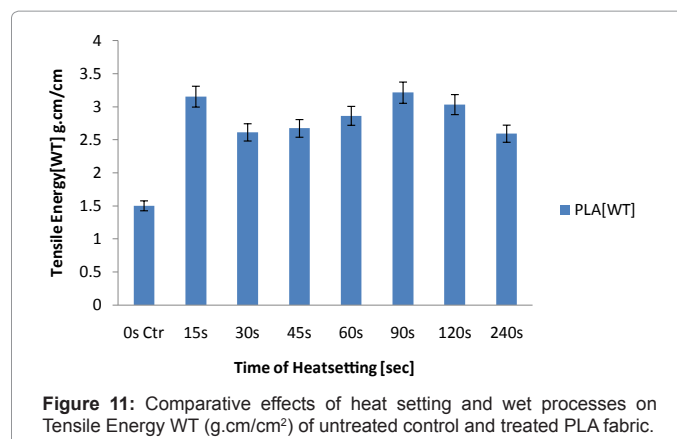 4
3.5
3
2.5
2
1.5
1
0.5
0
Tensile Energy[WT] g.cm/cm
PLA[WT]
0s Ctr 15s 30s 45s 60s 90s 120s 240s
Time of Heatsetting [sec]
Figure 11: Comparative effects of heat setting and wet processes on
Tensile Energy WT (g.cm/cm²) of untreated control and treated PLA fabric.